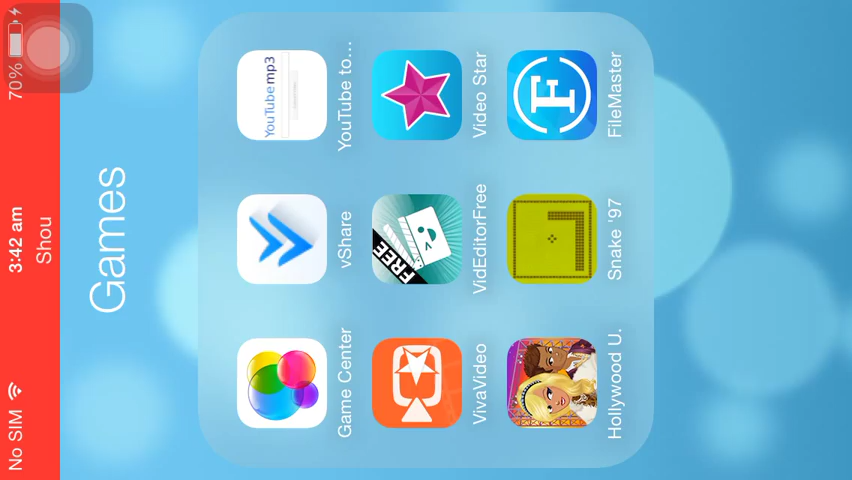 No SIM 3:42 am 70%
Shou
Games
Game Center vShare YouTube to...
VivaVideo VidEditorFree Video Star
Hollywood U. Snake '97 FileMaster
YouTube mp3
FREE
F